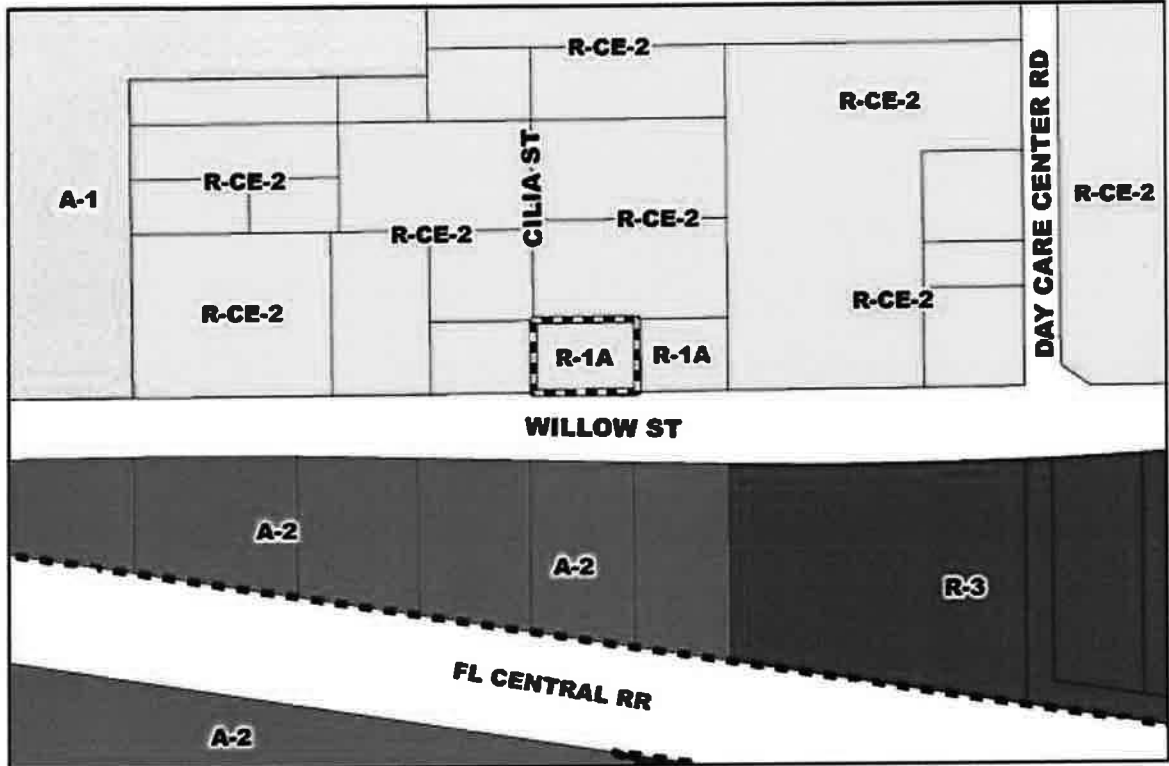 R-CE-2
R-CE-2
A-1
R-CE-2
CILIA ST
R-CE-2
R-CE-2
R-CE-2
DAY CARE CENTER RD
R-CE-2
R-CE-2
R-1A
R-1A
WILLOW ST
A-2
A-2
R-3
FL CENTRAL RR
A-2